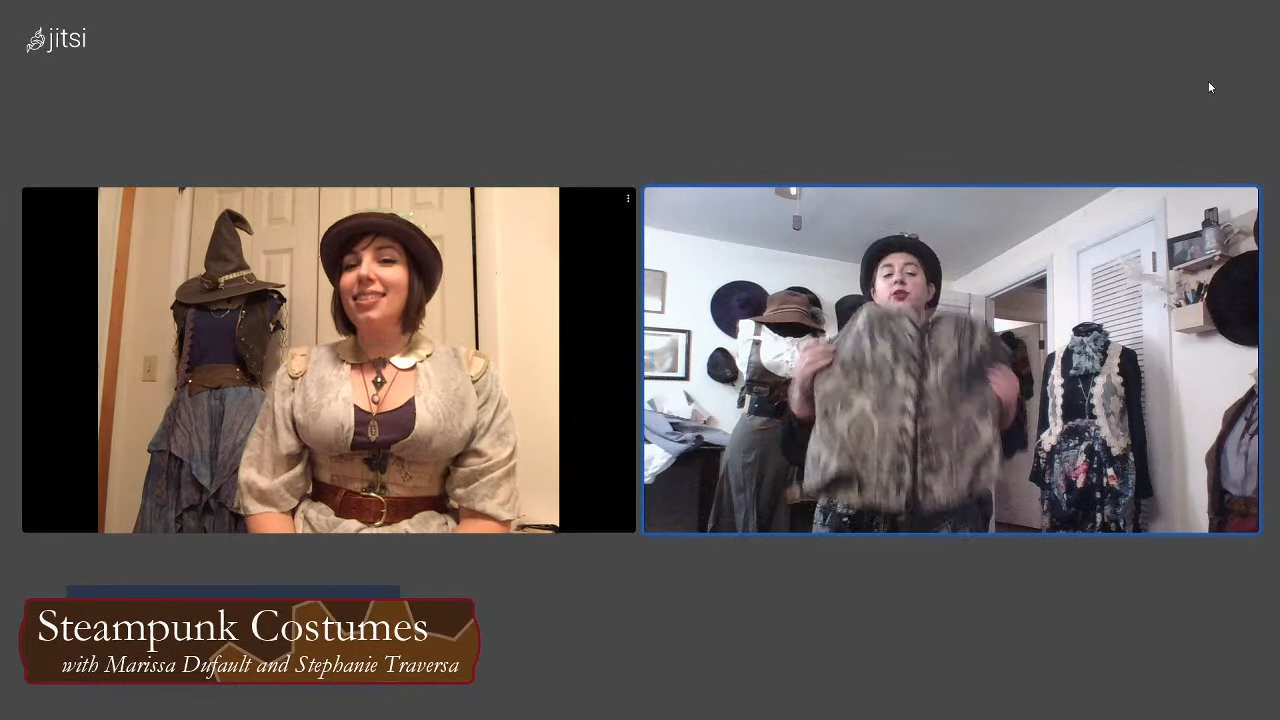 jitsi
Steampunk Costumes
with Marissa Dufault and Stephanie Traversa